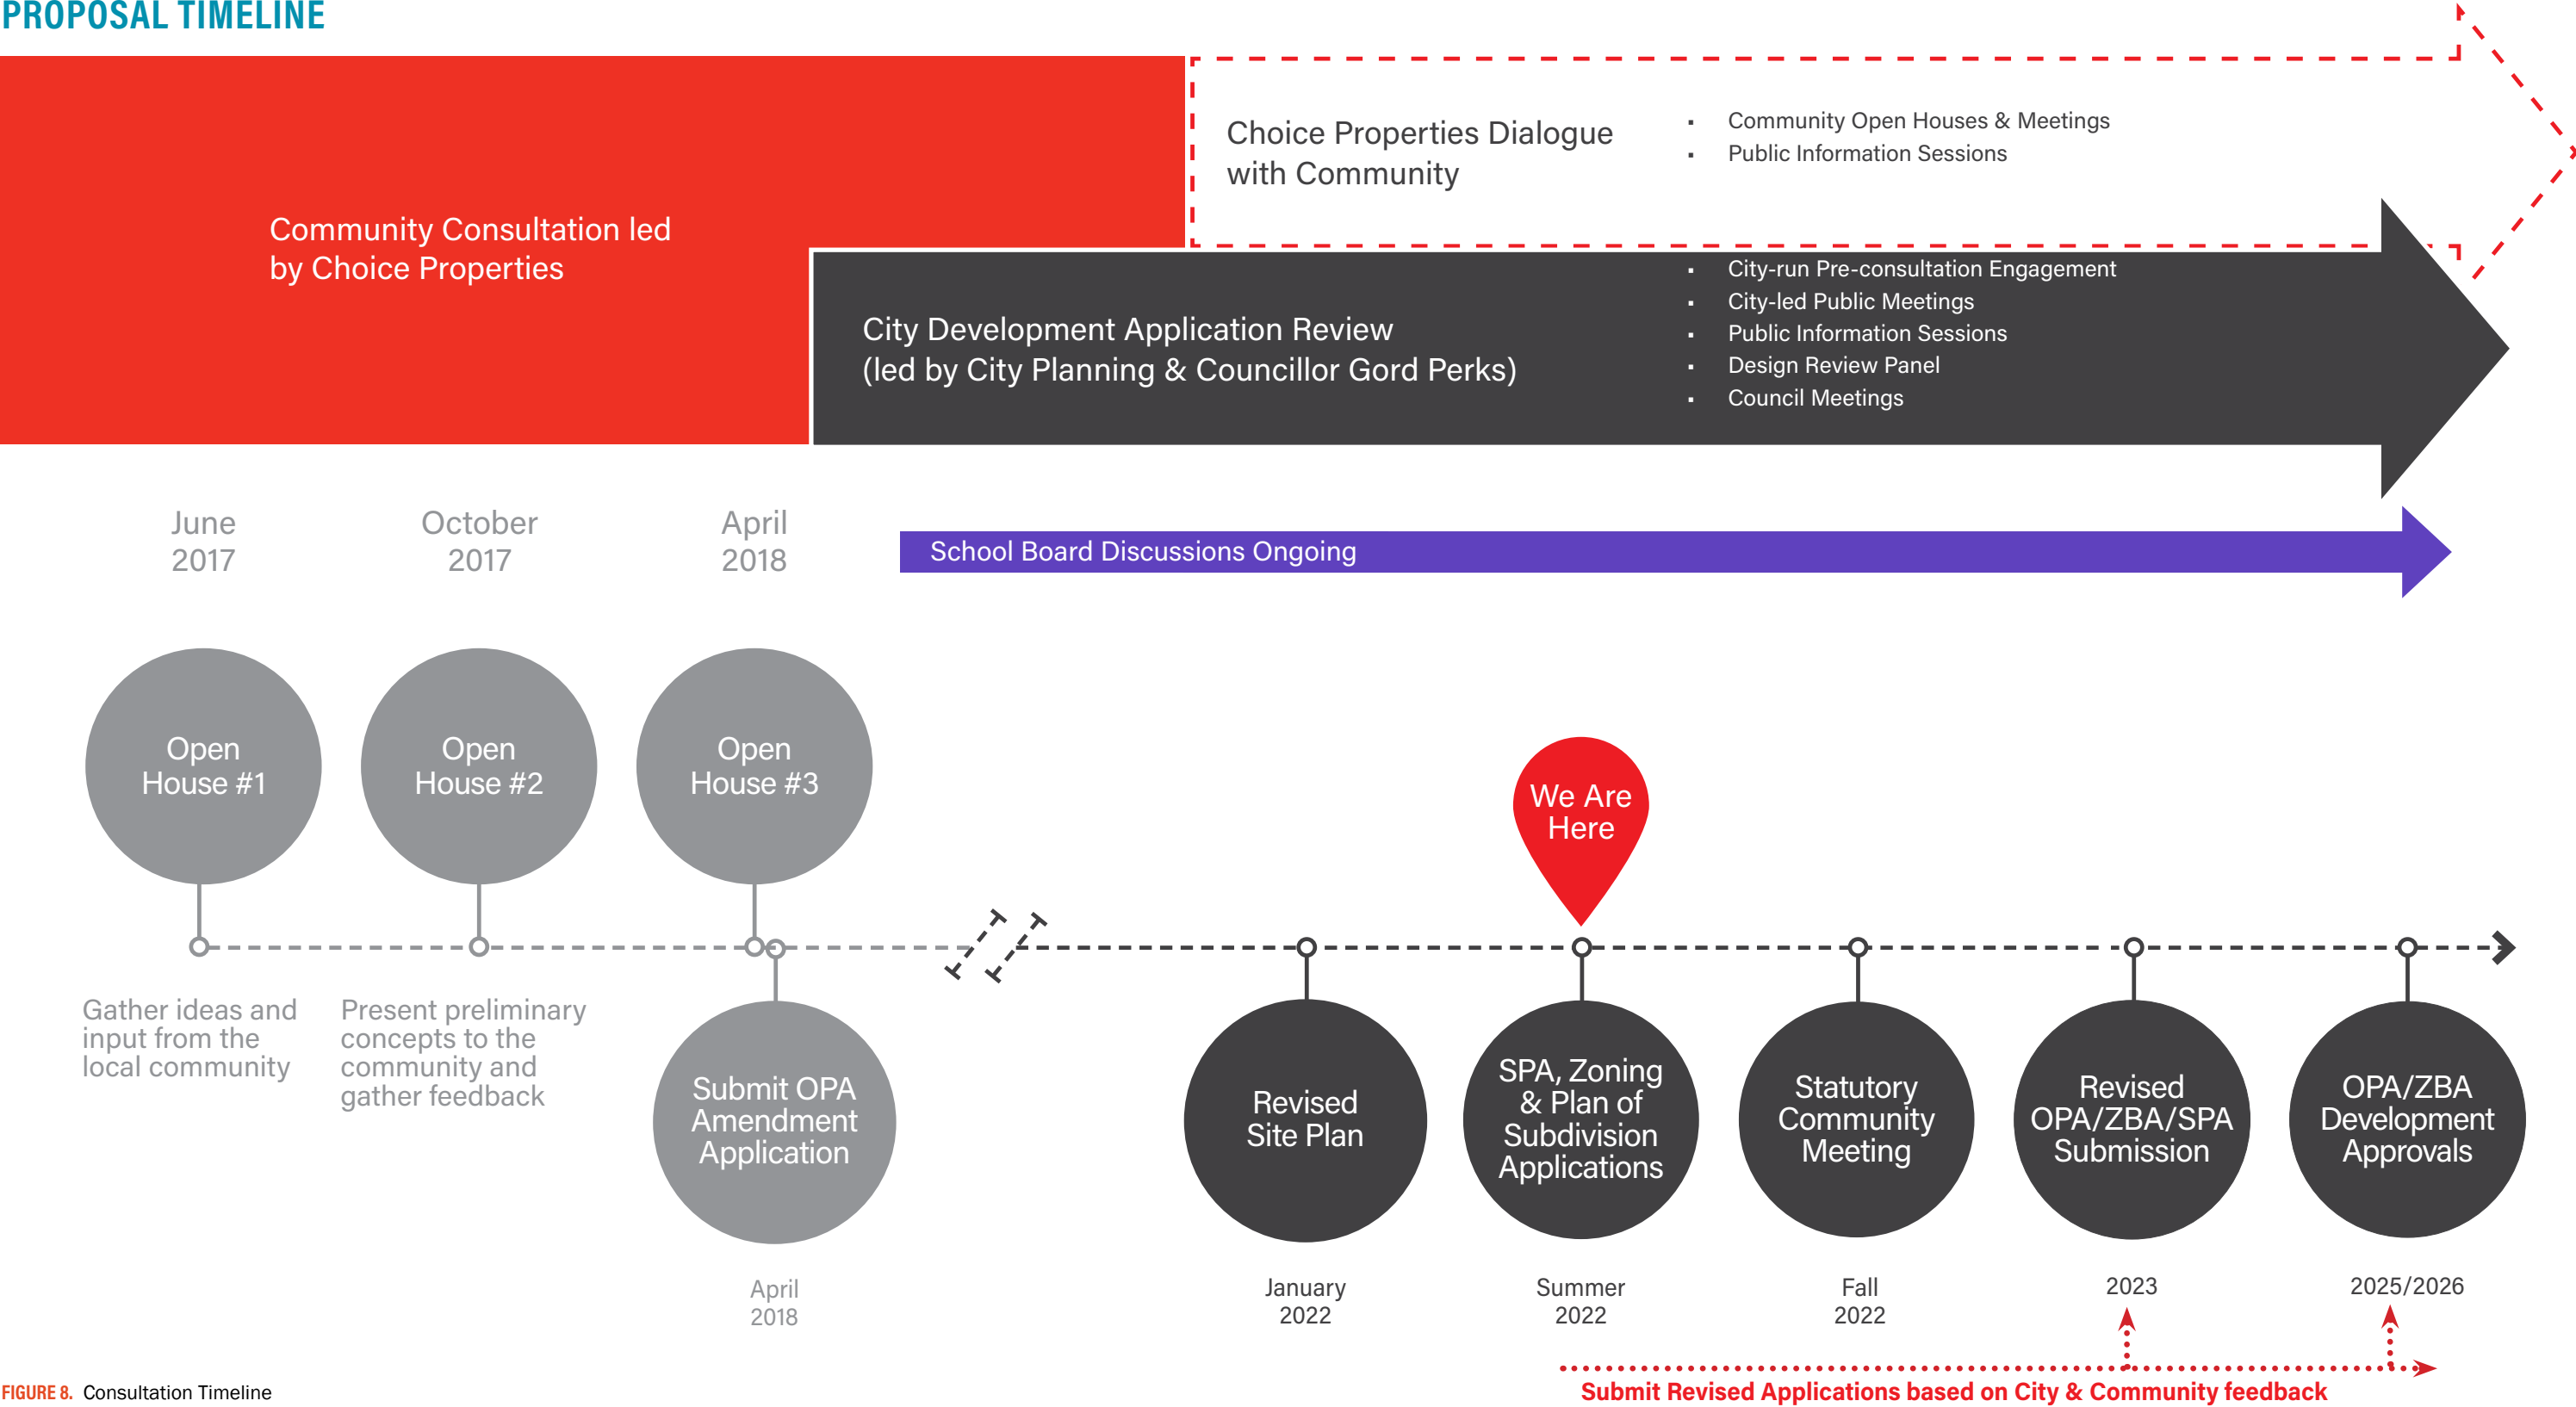 PROPOSAL TIMELINE
Community Consultation led
by Choice Properties
Choice Properties Dialogue
with Community
▪ Community Open Houses & Meetings
▪ Public Information Sessions
City Development Application Review
(led by City Planning & Councillor Gord Perks)
▪ City-run Pre-consultation Engagement
▪ City-led Public Meetings
▪ Public Information Sessions
▪ Design Review Panel
▪ Council Meetings
June
2017
October
2017
April
2018
School Board Discussions Ongoing
Open
House #1
Open
House #2
Open
House #3
We Are
Here
Gather ideas and
input from the
local community
Present preliminary
concepts to the
community and
gather feedback
Submit OPA
Amendment
Application
Revised
Site Plan
SPA, Zoning
& Plan of
Subdivision
Applications
Statutory
Community
Meeting
Revised
OPA/ZBA/SPA
Submission
OPA/ZBA
Development
Approvals
April
2018
January
2022
Summer
2022
Fall
2022
2023
2025/2026
Submit Revised Applications based on City & Community feedback
FIGURE 8. Consultation Timeline